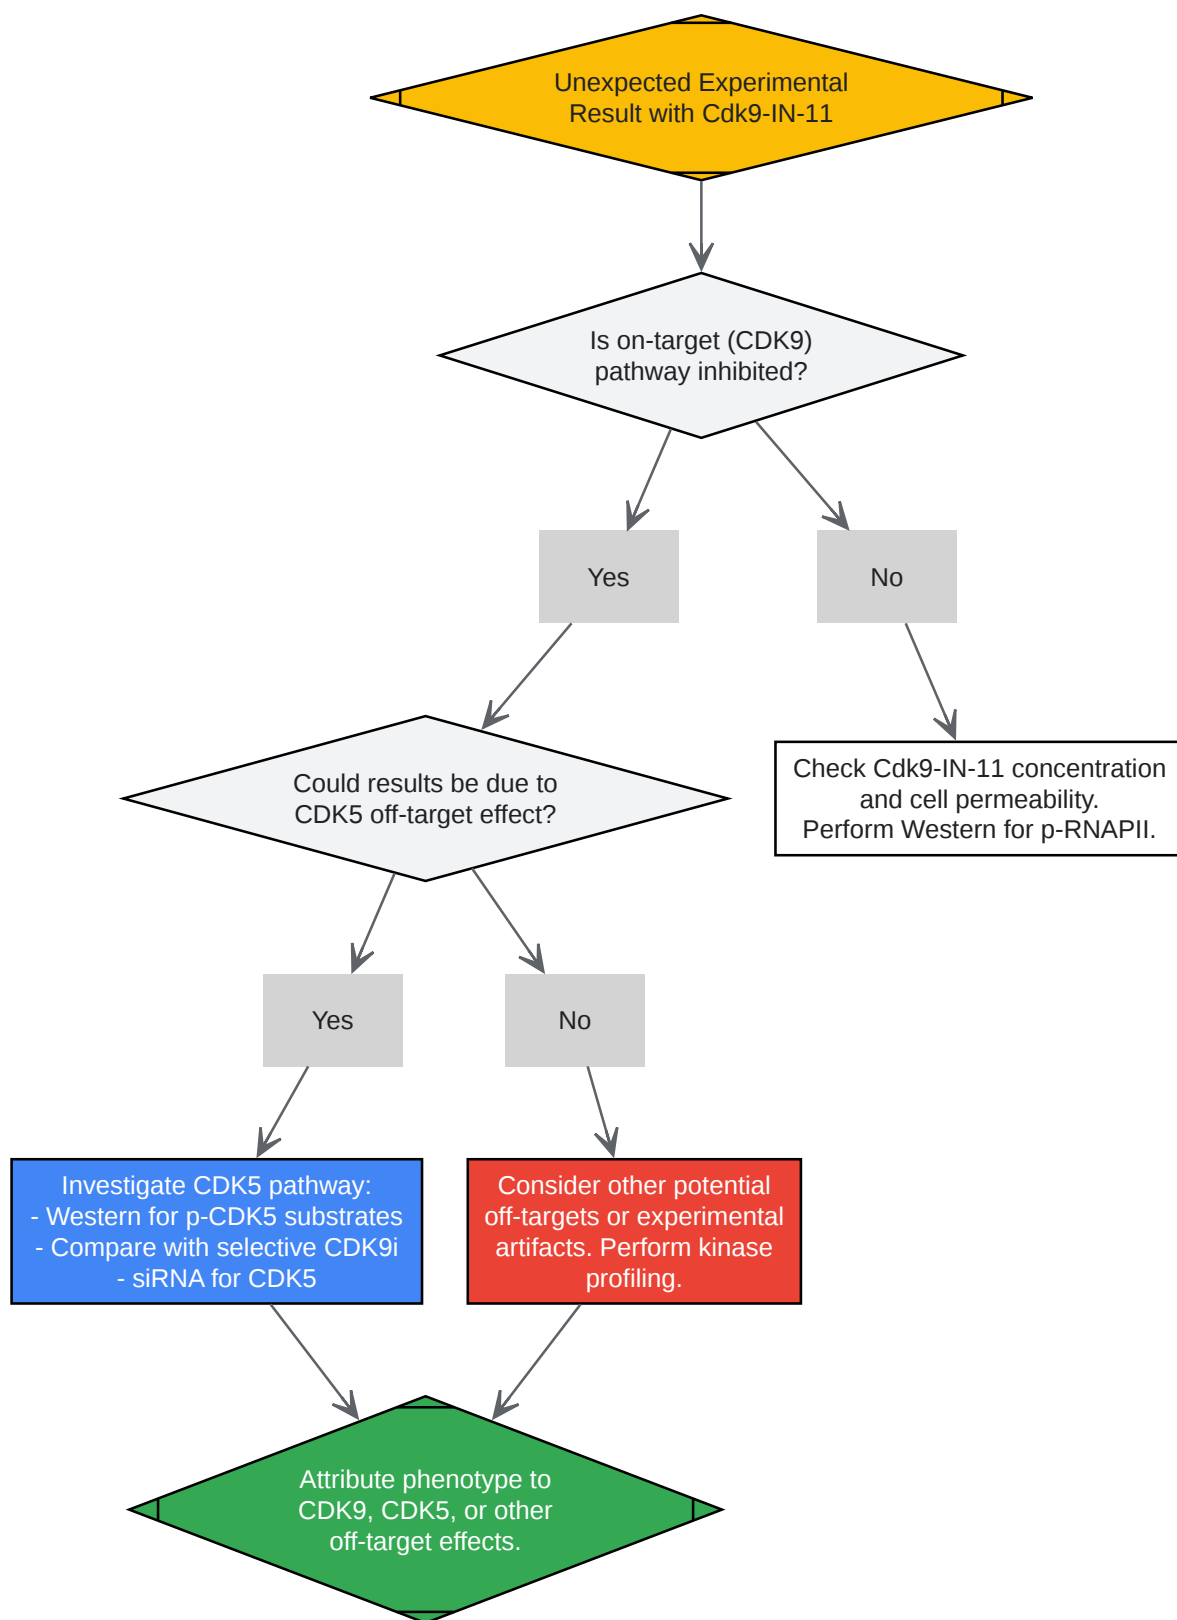 Unexpected Experimental
Result with Cdk9-IN-11
Is on-target (CDK9)
pathway inhibited?
Yes
No
Could results be due to
CDK5 off-target effect?
Check Cdk9-IN-11 concentration
and cell permeability.
Perform Western for p-RNAPII.
Yes
No
Investigate CDK5 pathway:
- Western for p-CDK5 substrates
- Compare with selective CDK9i
- siRNA for CDK5
Consider other potential
off-targets or experimental
artifacts. Perform kinase
profiling.
Attribute phenotype to
CDK9, CDK5, or other
off-target effects.